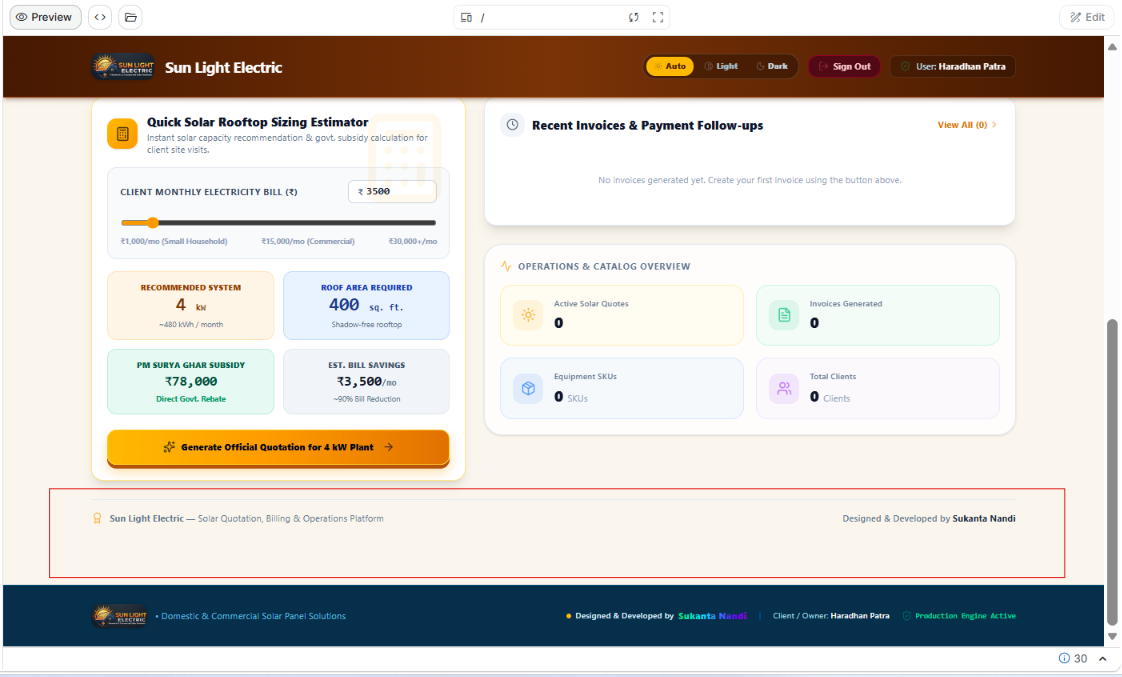 Preview
/
Edit
SUN LIGHT
ELECTRIC
Sun Light Electric
Auto
Light
Dark
Sign Out
User: Haradhan Patra
Quick Solar Rooftop Sizing Estimator
Instant solar capacity recommendation & govt. subsidy calculation for
client site visits.
CLIENT MONTHLY ELECTRICITY BILL (₹)
₹ 3500
₹1,000/mo (Small Household)
₹15,000/mo (Commercial)
₹30,000+/mo
RECOMMENDED SYSTEM
4 kW
~480 kWh / month
ROOF AREA REQUIRED
400 sq. ft.
Shadow-free rooftop
PM SURYA GHAR SUBSIDY
₹78,000
Direct Govt. Rebate
EST. BILL SAVINGS
₹3,500/mo
~90% Bill Reduction
Generate Official Quotation for 4 kW Plant
Recent Invoices & Payment Follow-ups
View All (0)
No invoices generated yet. Create your first invoice using the button above.
OPERATIONS & CATALOG OVERVIEW
Active Solar Quotes
0
Invoices Generated
0
Equipment SKUs
0 SKUs
Total Clients
0 Clients
Sun Light Electric — Solar Quotation, Billing & Operations Platform
Designed & Developed by Sukanta Nandi
SUN LIGHT
ELECTRIC
• Domestic & Commercial Solar Panel Solutions
Designed & Developed by Sukanta Nandi
Client / Owner: Haradhan Patra
Production Engine Active
30